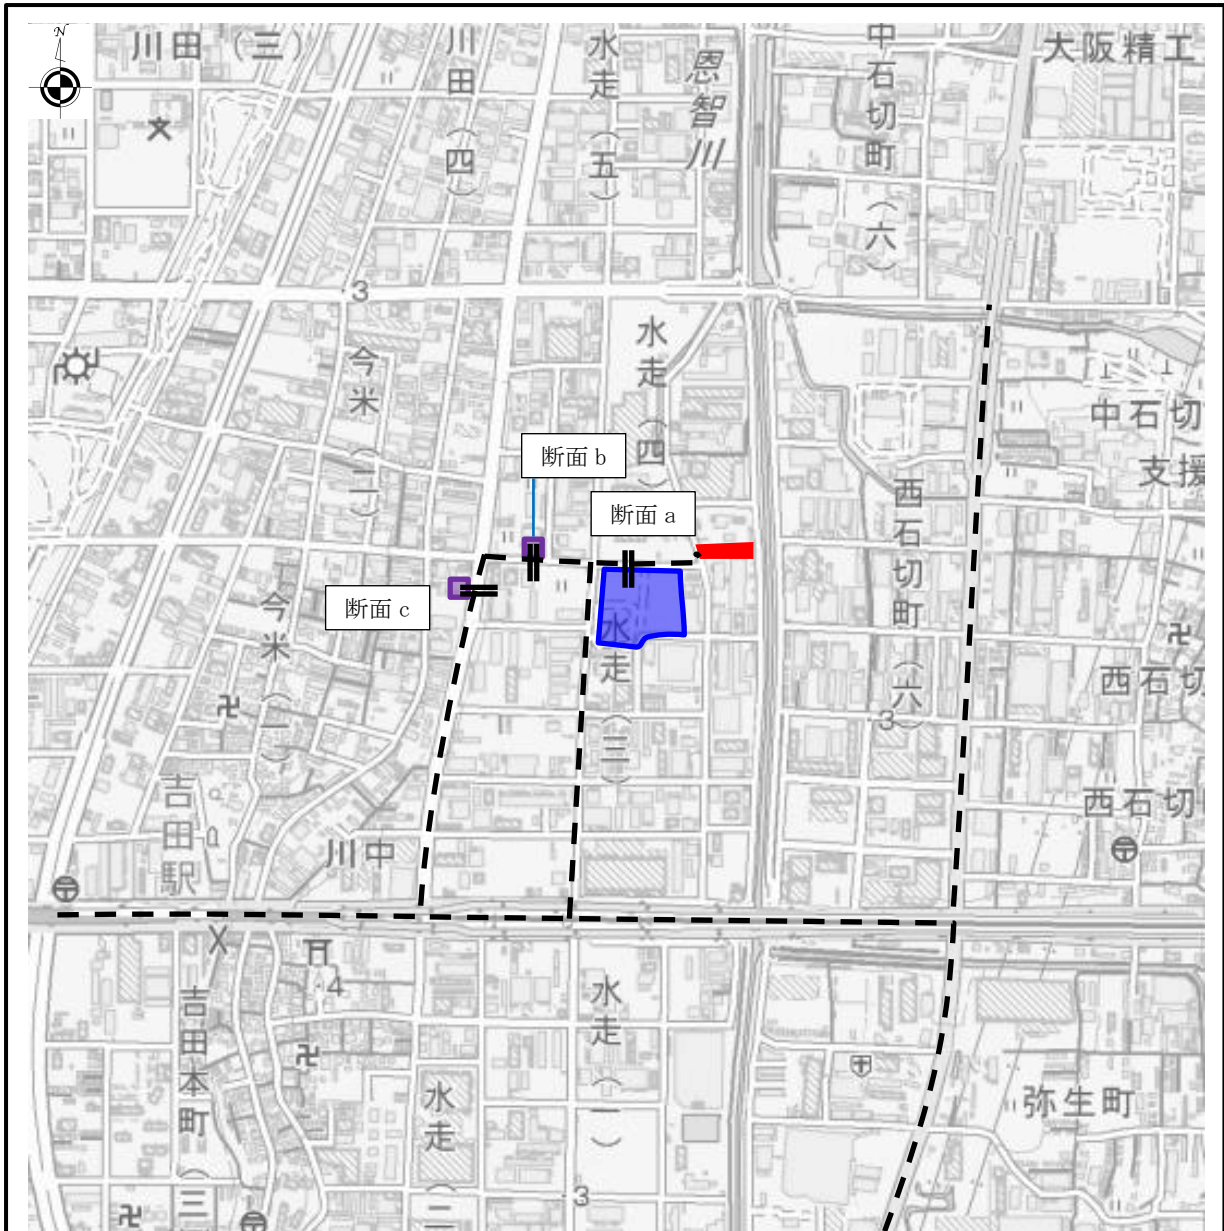 N
川田（三）
川田（四）
水走（五）
恩智川
中石切町（六）
大阪精工
3
今米（二）
水走（四）
中石切
支援
断面 b
断面 a
断面 c
西石切町（六）
3
今米（一）
水走（三）
西石切
西石切
吉田駅
川中
4
吉田本町（三
水走（一）
水走（二
弥生町
3